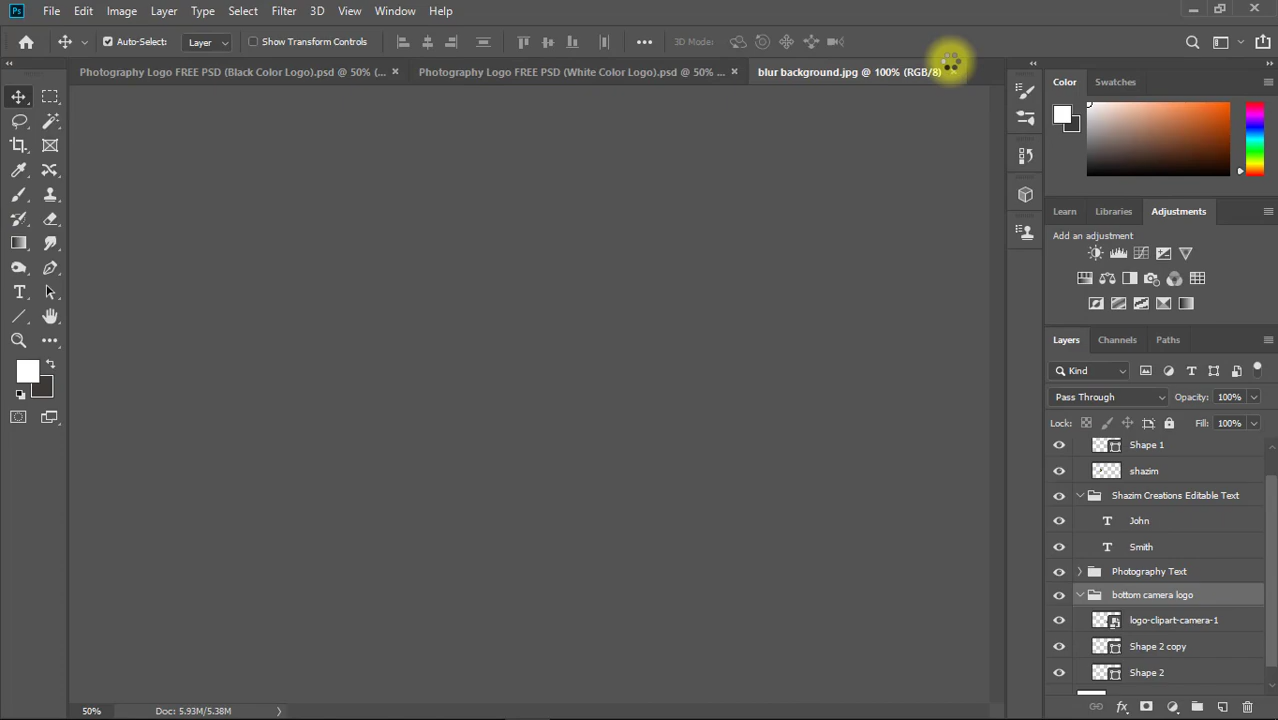 Ps File Edit Image Layer Type Select Filter 3D View Window Help
Auto-Select: Layer Show Transform Controls 3D Mode:
Photography Logo FREE PSD (Black Color Logo).psd @ 50% (... Photography Logo FREE PSD (White Color Logo).psd @ 50% ... blur background.jpg @ 100% (RGB/8)
Color Swatches
Learn Libraries Adjustments
Add an adjustment
Layers Channels Paths
Kind
Pass Through Opacity: 100%
Lock: Fill: 100%
Shape 1
shazim
Shazim Creations Editable Text
John
Smith
Photography Text
bottom camera logo
logo-clipart-camera-1
Shape 2 copy
Shape 2
50% Doc: 5.93M/5.38M